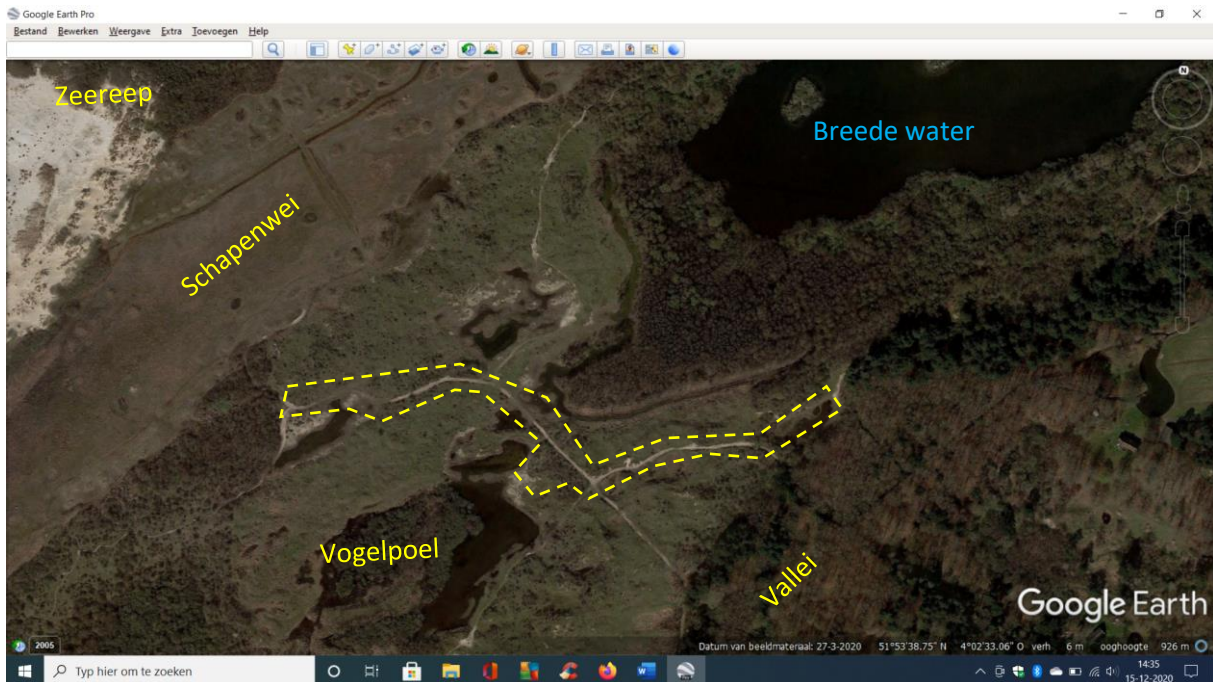 Google Earth Pro
Bestand Bewerken Weergave Extra Toevoegen Help
N
Zeereep
Breede water
Schapenwei
Vogelpoel
Vallei
Google Earth
2005
Datum van beeldmateriaal: 27-3-2020 51°53'38.75" N 4°02'33.06" O verh 6 m ooghoogte 926 m
Typ hier om te zoeken
14:35
15-12-2020